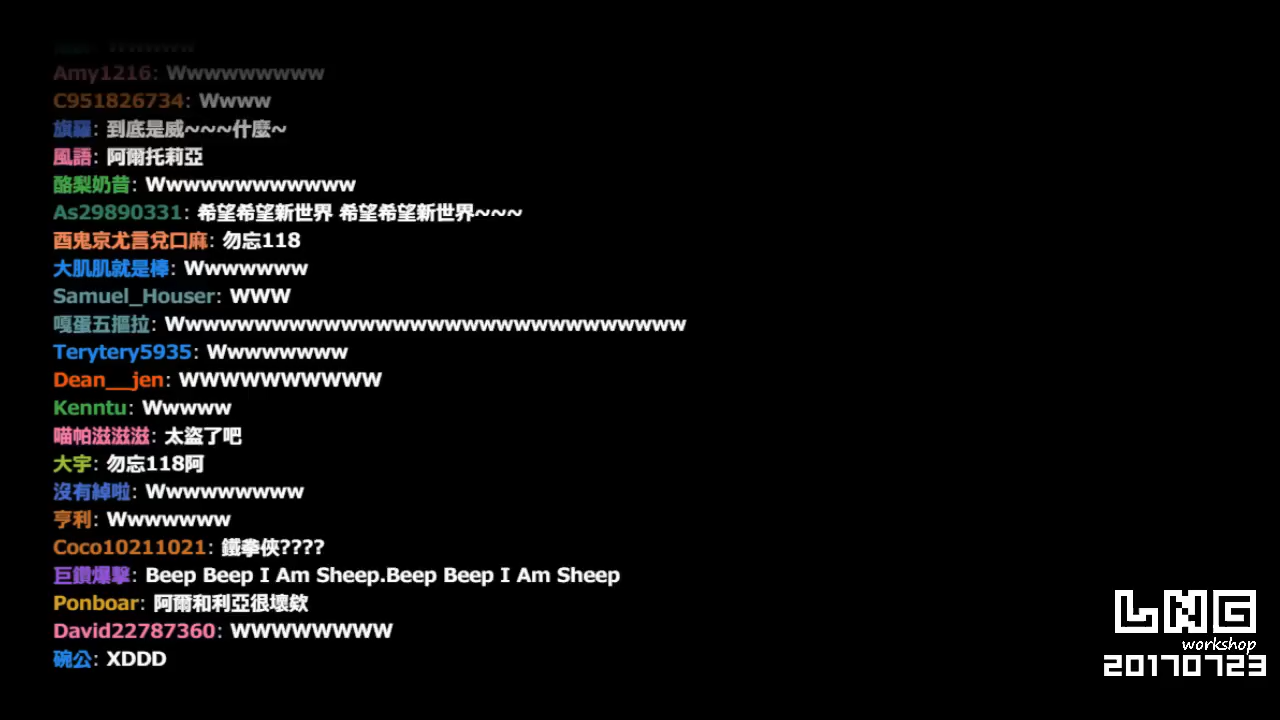 Amy1216: Wwwwwwwwww
C951826734: Wwww
旗羅: 到底是威~~~什麼~
風語: 阿爾托莉亞
酪梨奶昔: Wwwwwwwwwwww
As29890331: 希望希望新世界 希望希望新世界~~~
酉鬼京尤言兌口麻: 勿忘118
大肌肌就是棒: Wwwwwww
Samuel_Houser: WWW
嘎蛋五摳拉: Wwwwwwwwwwwwwwwwwwwwwwwwwwwwww
Terytery5935: Wwwwwwww
Dean__jen: WWWWWWWWWW
Kenntu: Wwwww
喵帕滋滋滋: 太盜了吧
大宇: 勿忘118阿
沒有綽啦: Wwwwwwwww
亨利: Wwwwwww
Coco10211021: 鐵拳俠????
巨鑽爆擊: Beep Beep I Am Sheep.Beep Beep I Am Sheep
Ponboar: 阿爾和利亞很壞欸
David22787360: WWWWWWWW
碗公: XDDD
LNG
workshop
20170723